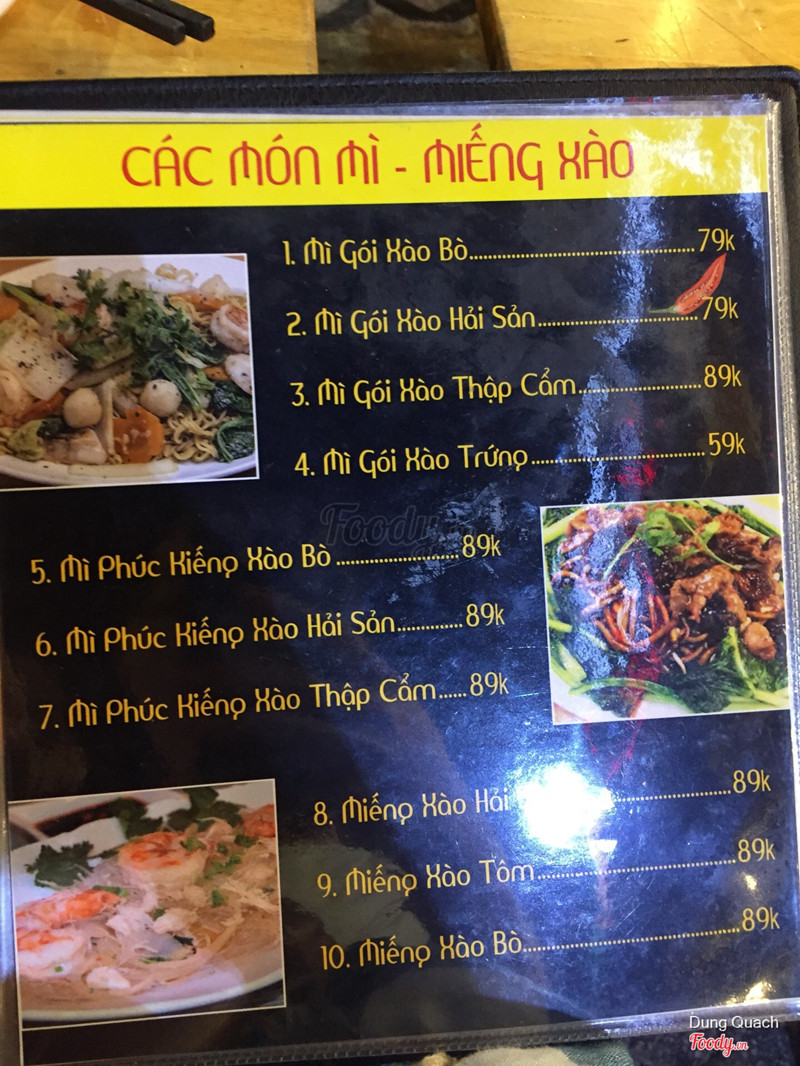 CÁC MÓN MÌ - MIẾNG XÀO
1. Mì Gói Xào Bò......79k
2. Mì Gói Xào Hải Sản......79k
3. Mì Gói Xào Thập Cẩm......89k
4. Mì Gói Xào Trứng......59k
Foody
5. Mì Phúc Kiếng Xào Bò......89k
6. Mì Phúc Kiếng Xào Hải Sản......89k
7. Mì Phúc Kiếng Xào Thập Cẩm......89k
8. Miếng Xào Hải ......89k
9. Miếng Xào Tôm......89k
10. Miếng Xào Bò......89k
Dung Quach
Foody.vn